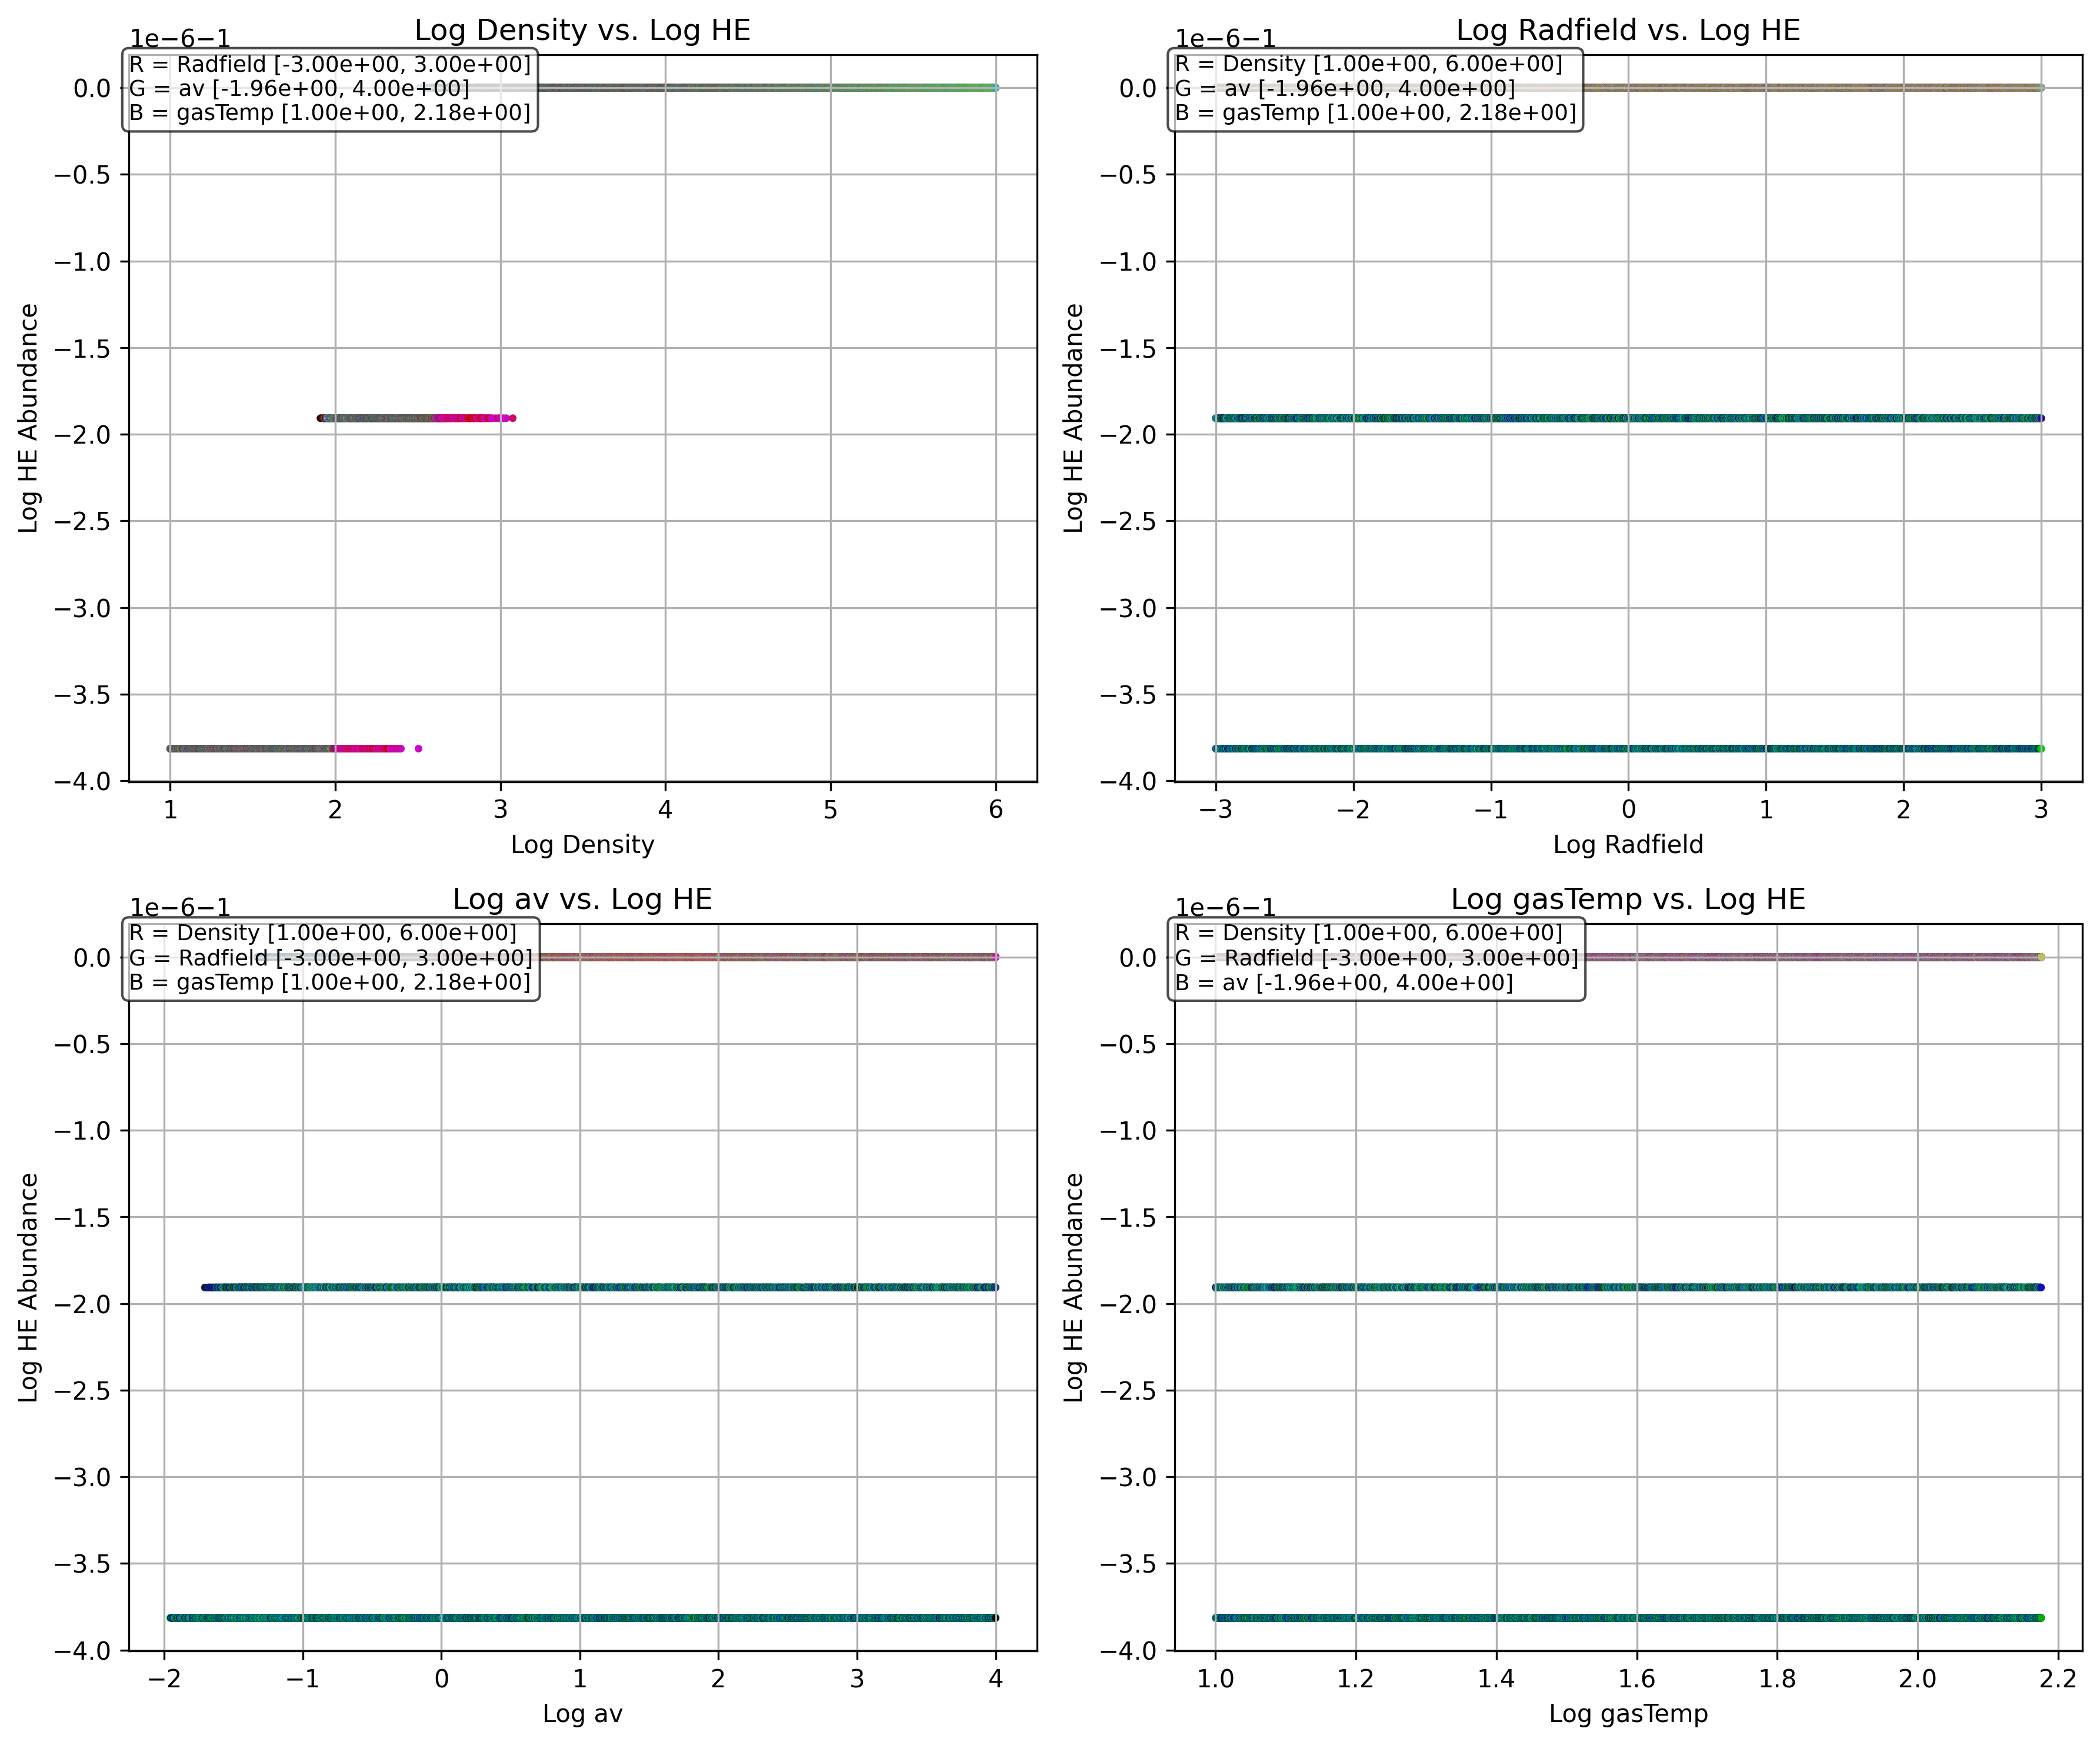 Log Density vs. Log HE
1e−6−1
R = Radfield [-3.00e+00, 3.00e+00]
G = av [-1.96e+00, 4.00e+00]
B = gasTemp [1.00e+00, 2.18e+00]
0.0
−0.5
−1.0
−1.5
−2.0
−2.5
−3.0
−3.5
−4.0
Log HE Abundance
1 2 3 4 5 6
Log Density
Log Radfield vs. Log HE
1e−6−1
R = Density [1.00e+00, 6.00e+00]
G = av [-1.96e+00, 4.00e+00]
B = gasTemp [1.00e+00, 2.18e+00]
0.0
−0.5
−1.0
−1.5
−2.0
−2.5
−3.0
−3.5
−4.0
Log HE Abundance
−3 −2 −1 0 1 2 3
Log Radfield
Log av vs. Log HE
1e−6−1
R = Density [1.00e+00, 6.00e+00]
G = Radfield [-3.00e+00, 3.00e+00]
B = gasTemp [1.00e+00, 2.18e+00]
0.0
−0.5
−1.0
−1.5
−2.0
−2.5
−3.0
−3.5
−4.0
Log HE Abundance
−2 −1 0 1 2 3 4
Log av
Log gasTemp vs. Log HE
1e−6−1
R = Density [1.00e+00, 6.00e+00]
G = Radfield [-3.00e+00, 3.00e+00]
B = av [-1.96e+00, 4.00e+00]
0.0
−0.5
−1.0
−1.5
−2.0
−2.5
−3.0
−3.5
−4.0
Log HE Abundance
1.0 1.2 1.4 1.6 1.8 2.0 2.2
Log gasTemp